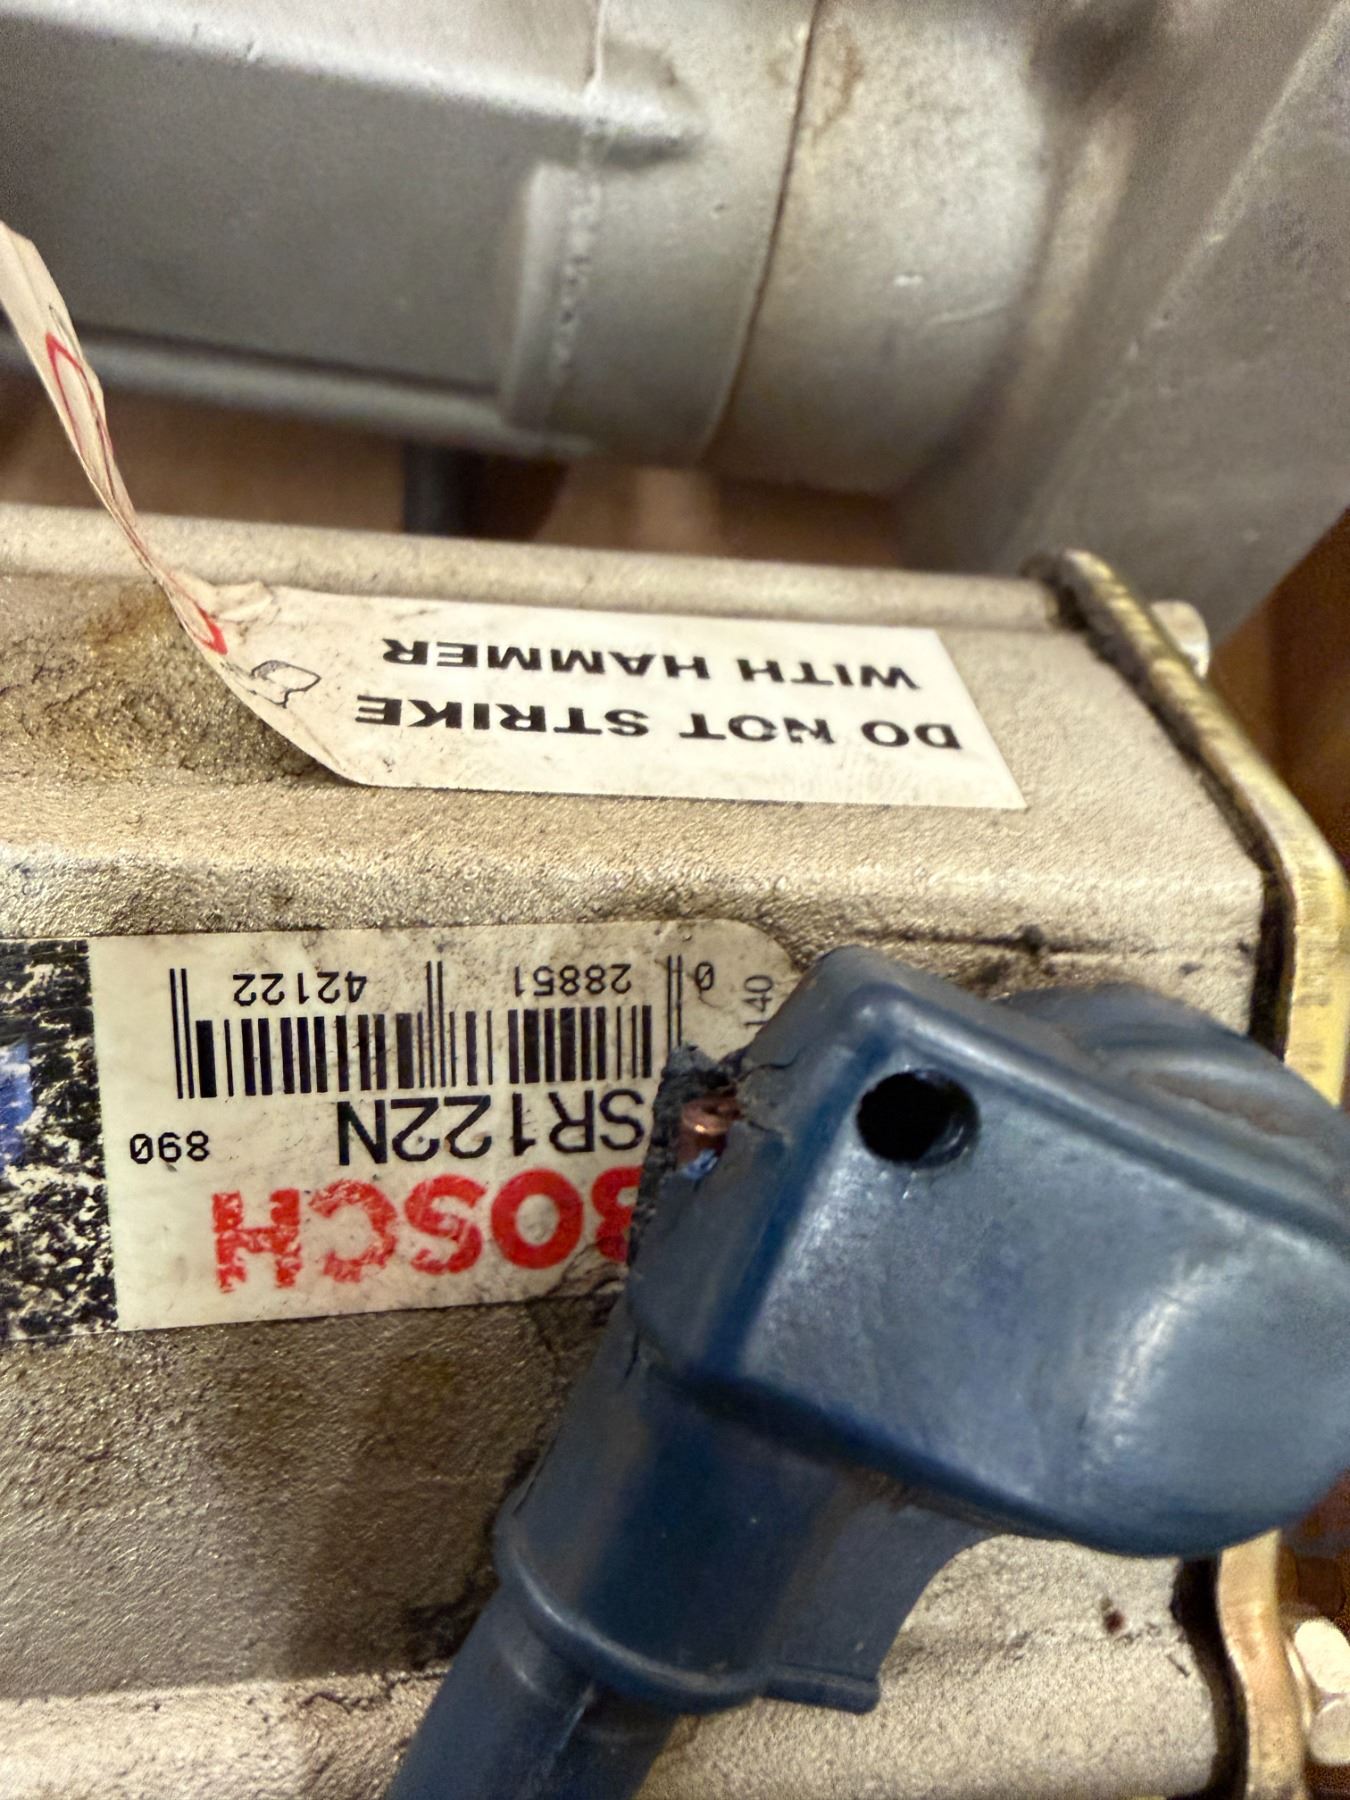 BOSCH
SR122N 890
0 28851 42122
140
DO NOT STRIKE
WITH HAMMER